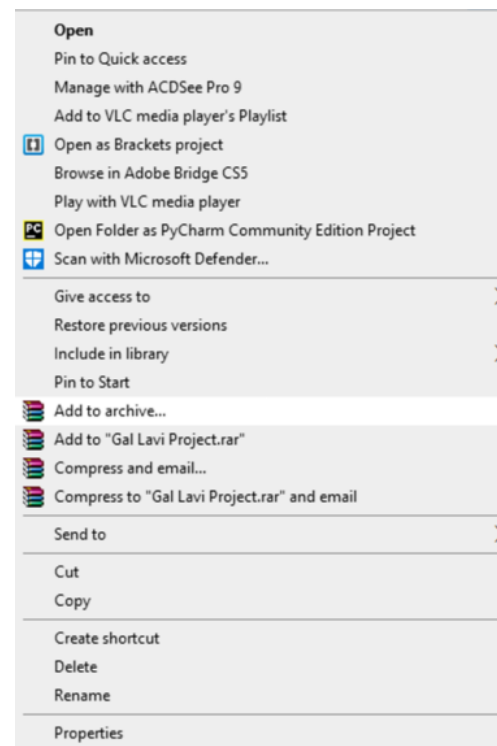 Open
Pin to Quick access
Manage with ACDSee Pro 9
Add to VLC media player's Playlist
Open as Brackets project
Browse in Adobe Bridge CS5
Play with VLC media player
PC Open Folder as PyCharm Community Edition Project
Scan with Microsoft Defender...
Give access to
Restore previous versions
Include in library
Pin to Start
Add to archive...
Add to "Gal Lavi Project.rar"
Compress and email...
Compress to "Gal Lavi Project.rar" and email
Send to
Cut
Copy
Create shortcut
Delete
Rename
Properties